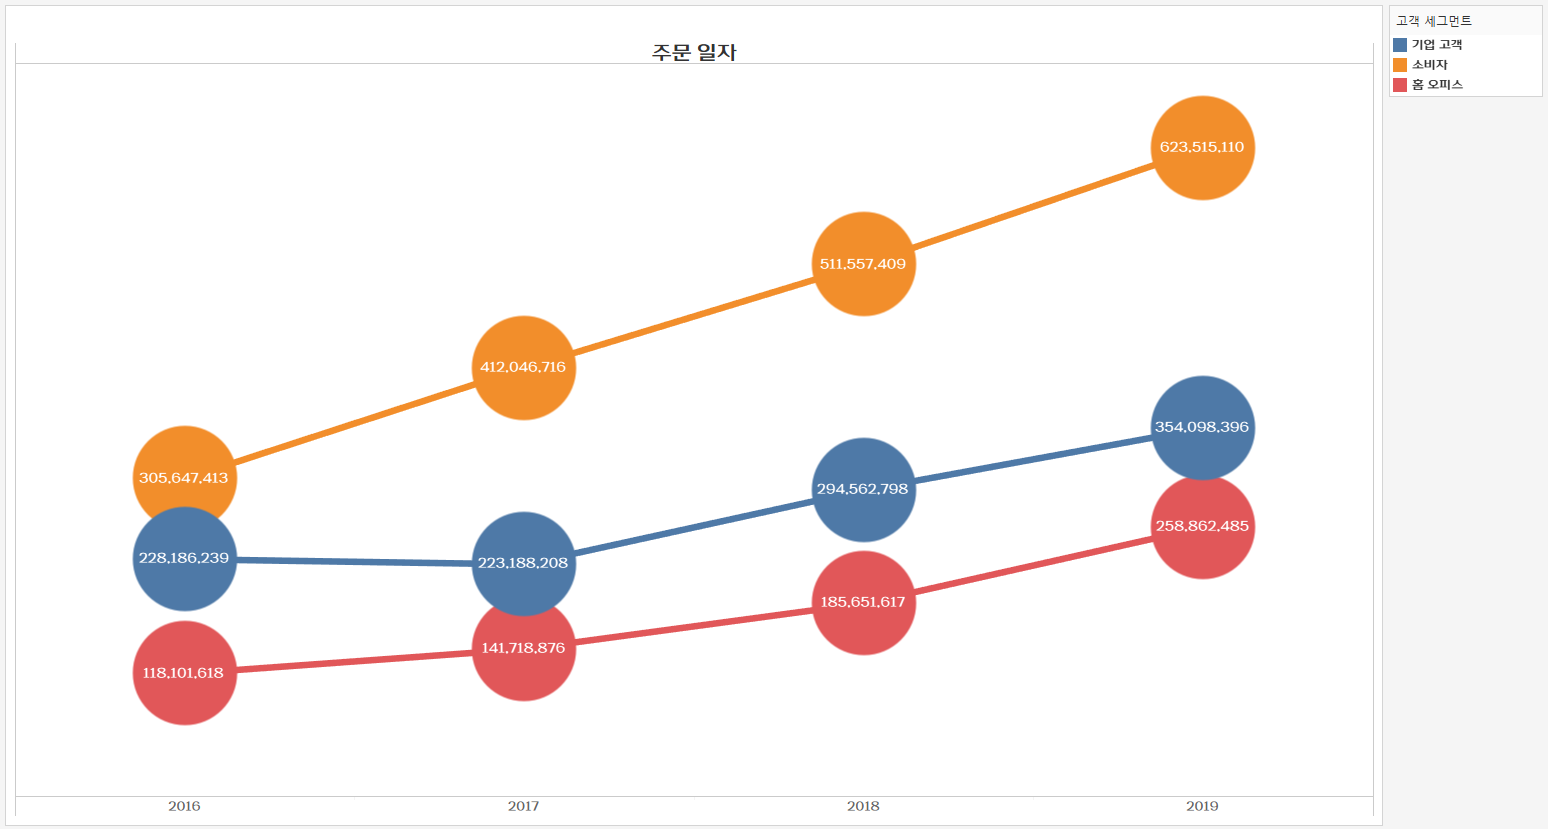 주문 일자
고객 세그먼트
기업 고객
소비자
홈 오피스
623,515,110
511,557,409
412,046,716
354,098,396
305,647,413
294,562,798
258,862,485
228,186,239
223,188,208
185,651,617
141,718,876
118,101,618
2016 2017 2018 2019